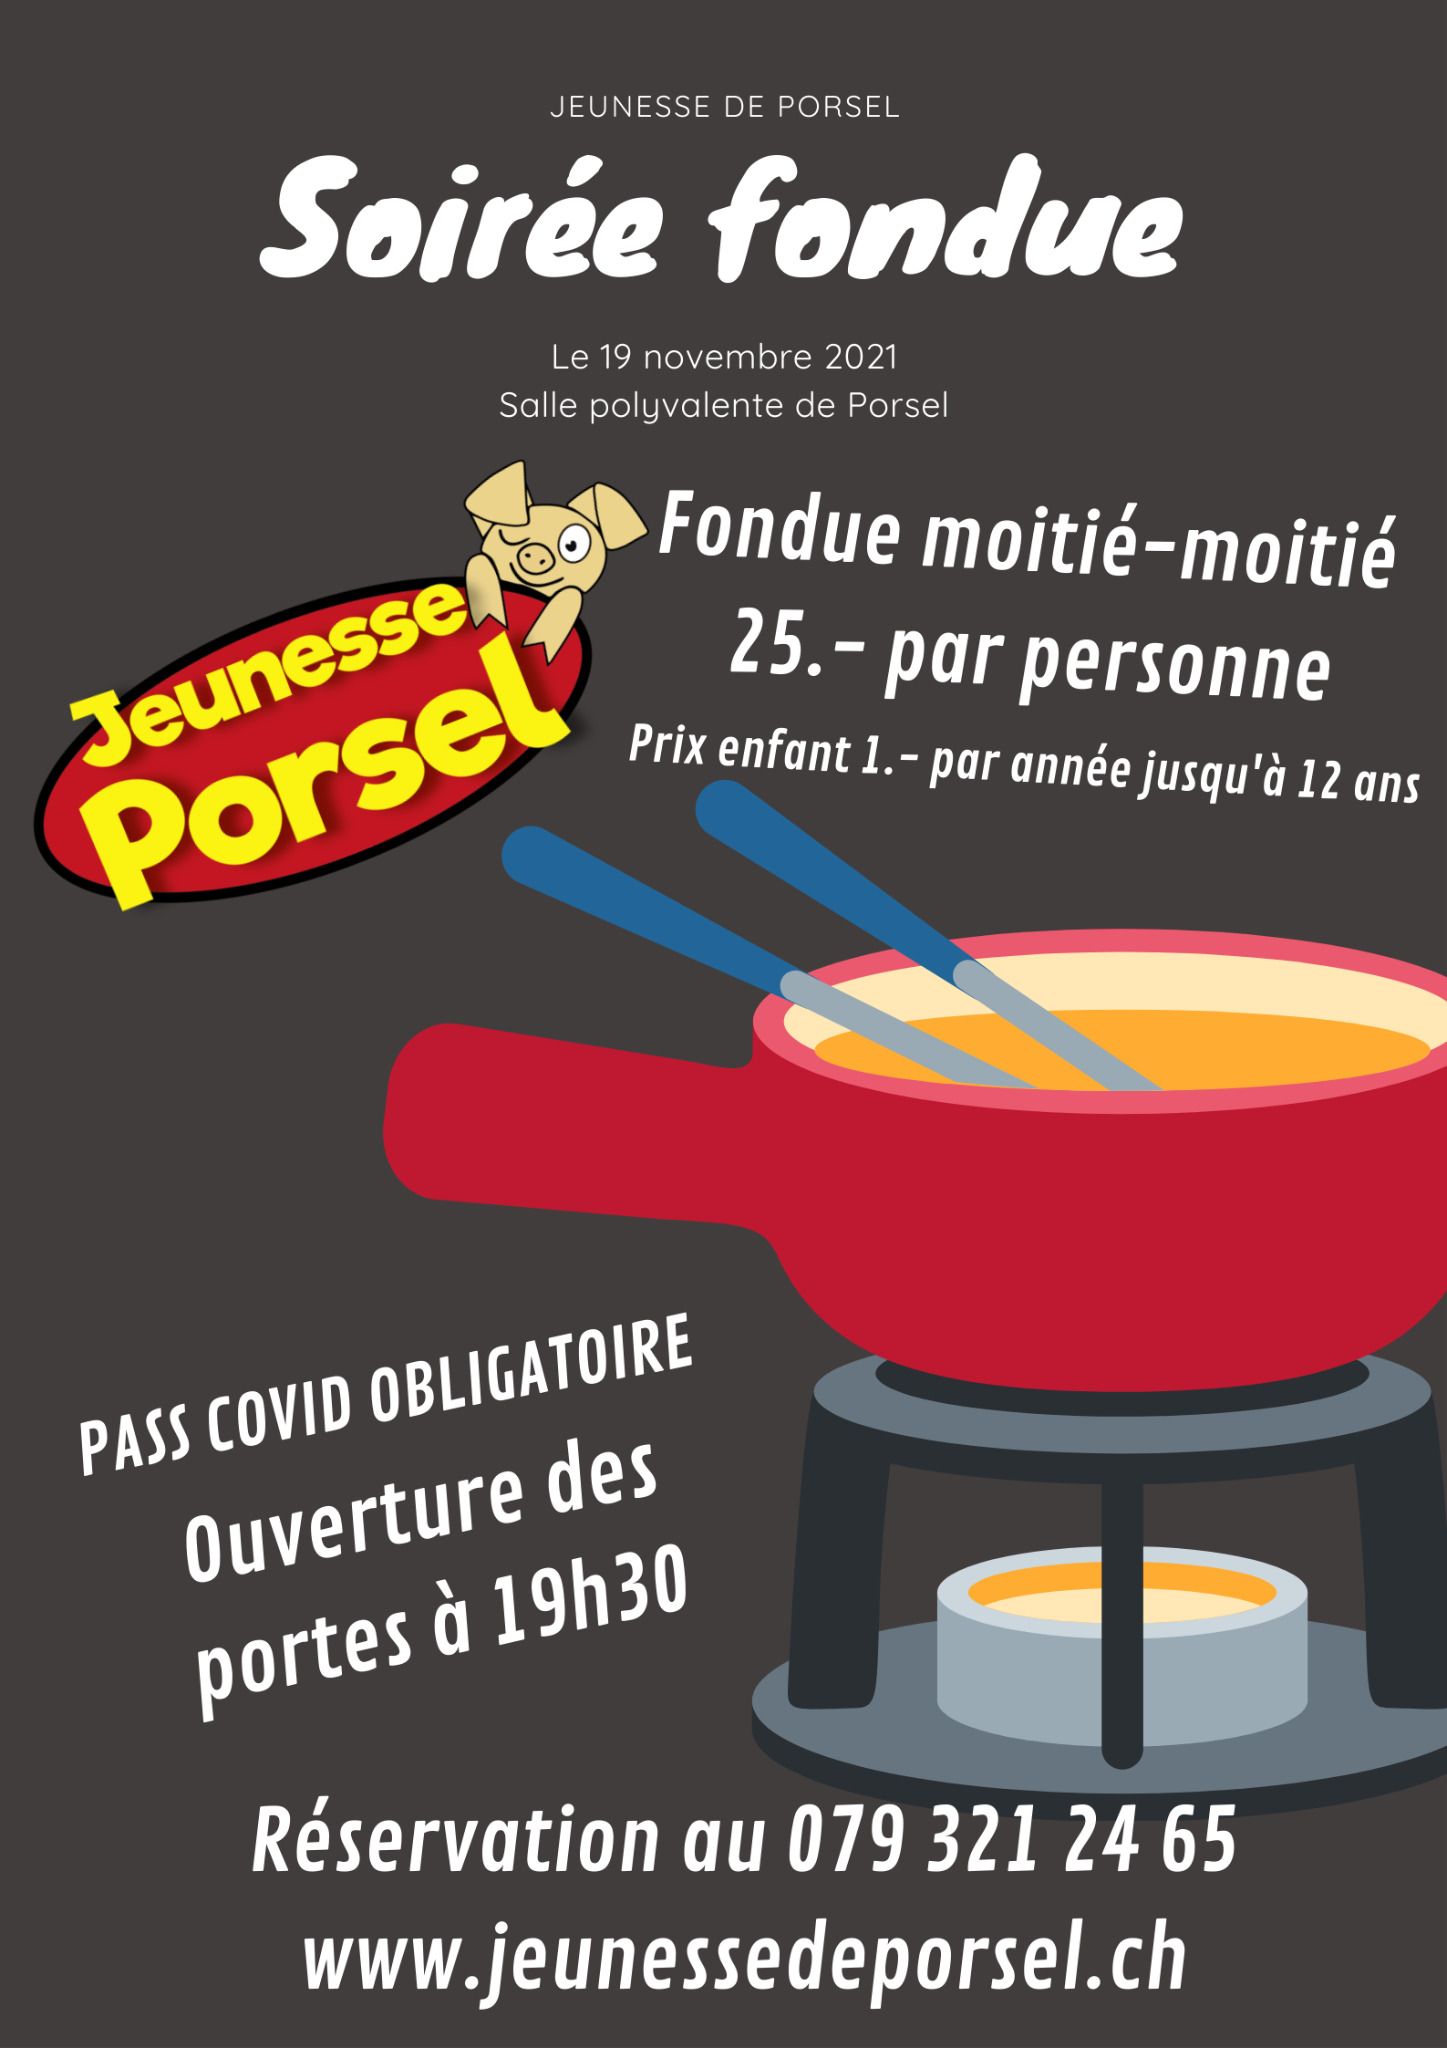 JEUNESSE DE PORSEL
Soirée fondue
Le 19 novembre 2021
Salle polyvalente de Porsel
Jeunesse
Porsel
Fondue moitié-moitié
25.- par personne
Prix enfant 1.- par année jusqu'à 12 ans
PASS COVID OBLIGATOIRE
Ouverture des
portes à 19h30
Réservation au 079 321 24 65
www.jeunessedeporsel.ch